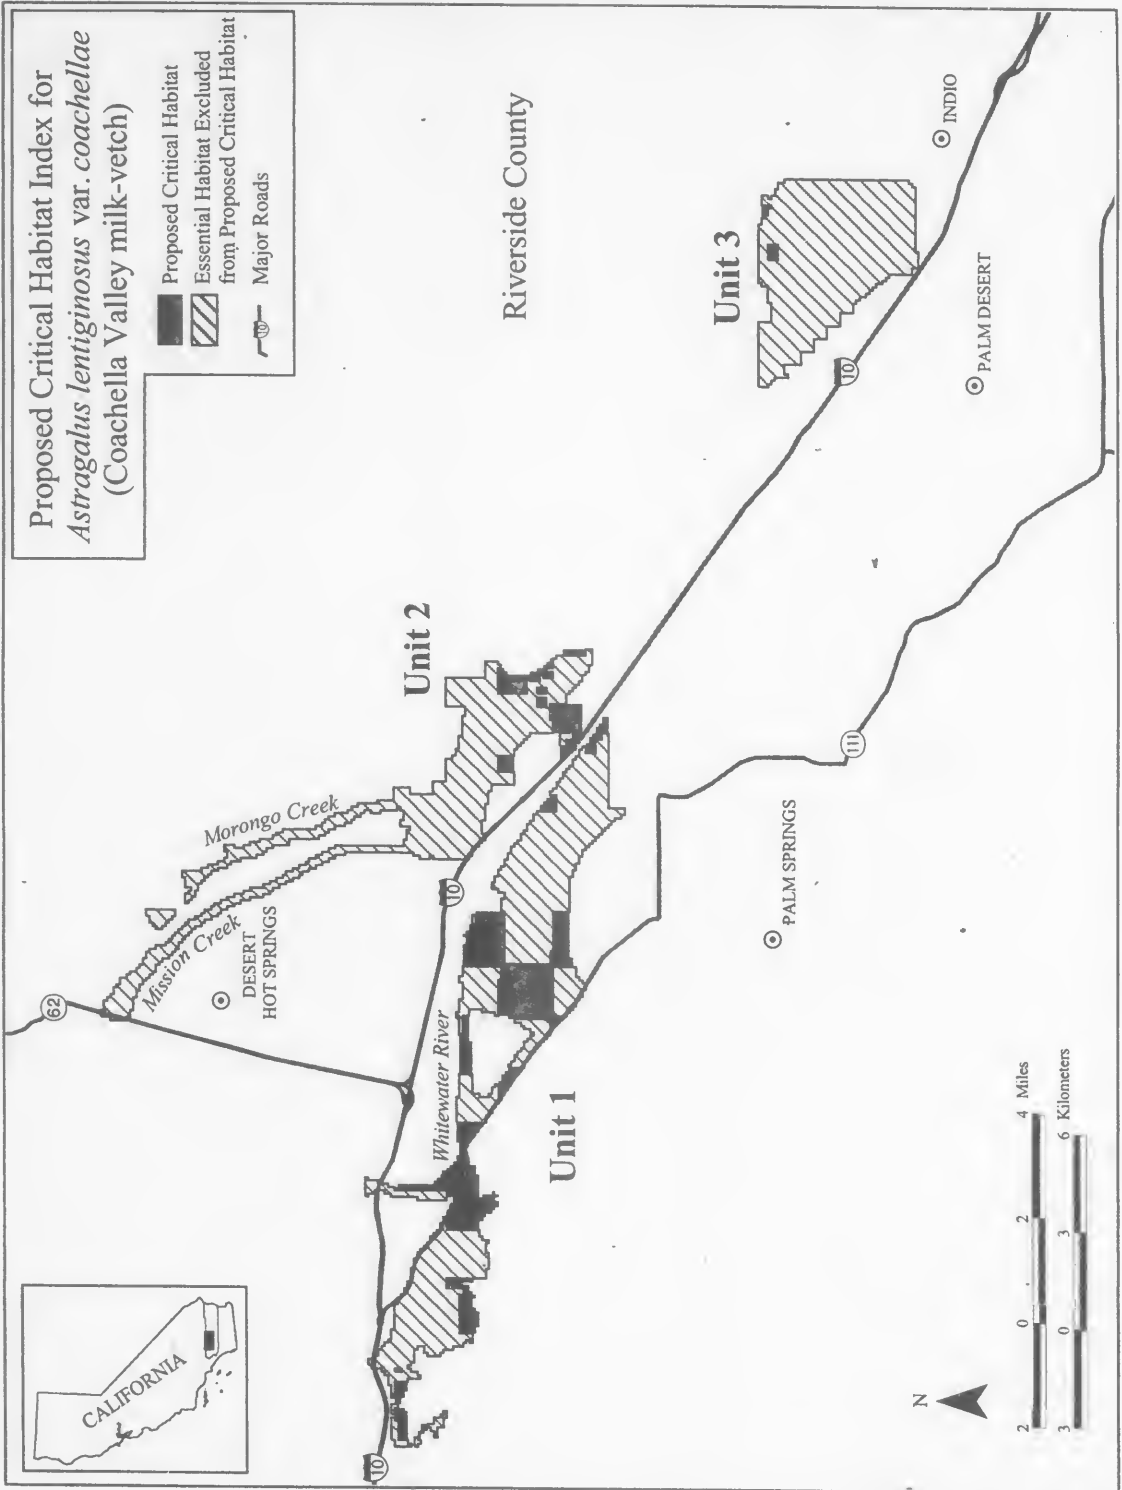 Proposed Critical Habitat Index for
Astragalus lentiginosus var. coachellae
(Coachella Valley milk-vetch)
Proposed Critical Habitat
Essential Habitat Excluded
from Proposed Critical Habitat
10
Major Roads
CALIFORNIA
62
Morongo Creek
Mission Creek
DESERT
HOT SPRINGS
Unit 2
Riverside County
10
10
Whitewater River
Unit 1
Unit 3
10
INDIO
PALM DESERT
111
PALM SPRINGS
N
2 0 2 4 Miles
3 0 3 6 Kilometers